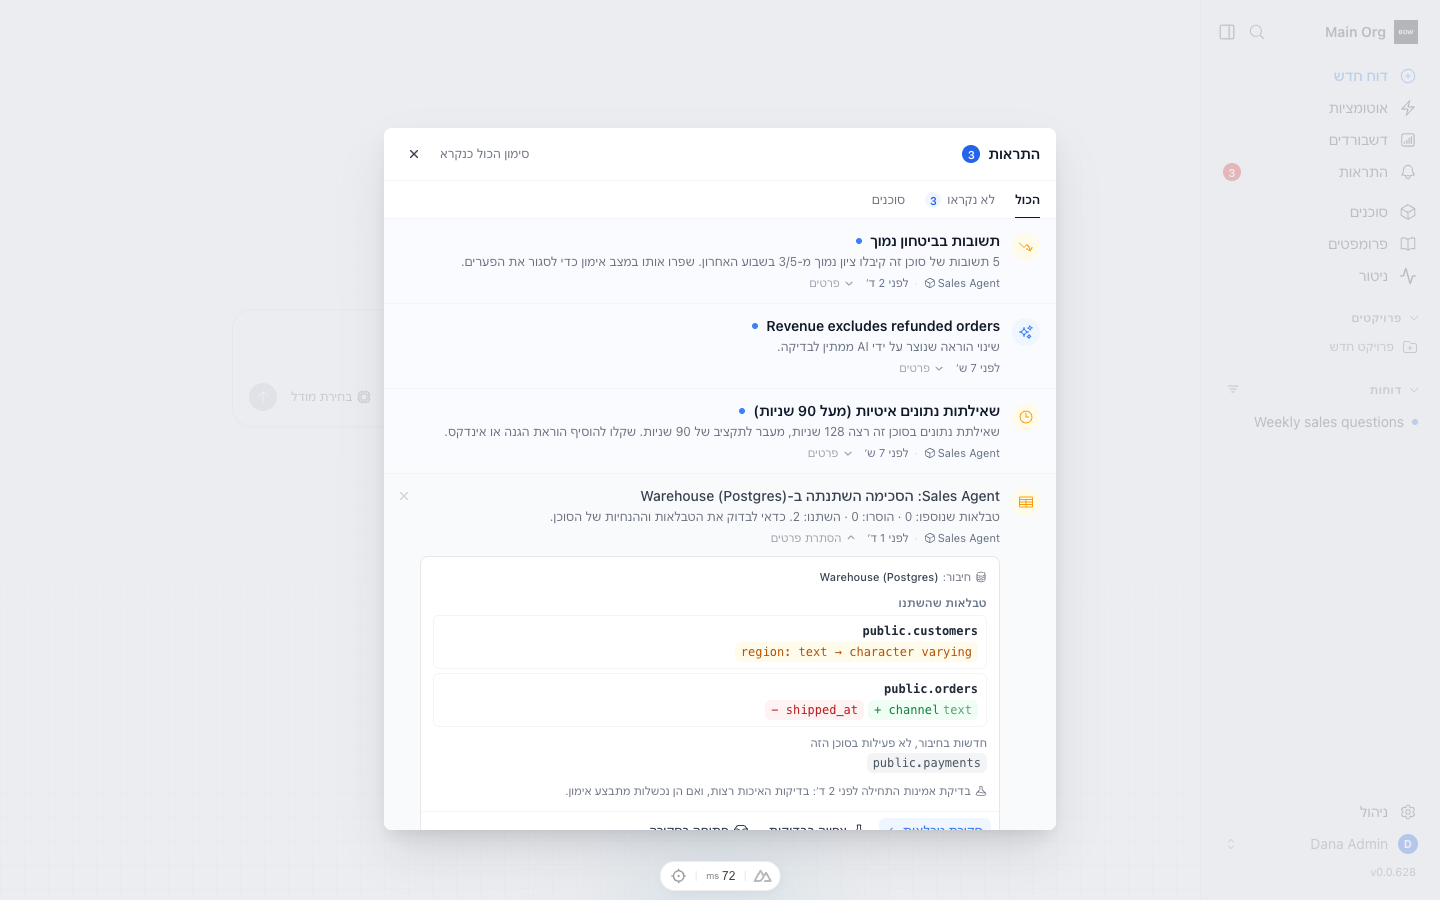 Main Org
BOW
דוח חדש
אוטומציות
דשבורדים
התראות
3
סוכנים
פרומפטים
ניטור
פרויקטים
פרויקט חדש
דוחות
Weekly sales questions
ניהול
Dana Admin
D
v0.0.628
בחירת מודל
התראות 3
סימון הכול כנקרא
הכול
לא נקראו 3
סוכנים
תשובות בביטחון נמוך
5 תשובות של סוכן זה קיבלו ציון נמוך מ-3/5 בשבוע האחרון. שפרו אותו במצב אימון כדי לסגור את הפערים.
Sales Agent · לפני 2 ד׳ פרטים
Revenue excludes refunded orders
שינוי הוראה שנוצר על ידי AI ממתין לבדיקה.
לפני 7 ש׳ פרטים
שאילתות נתונים איטיות (מעל 90 שניות)
שאילתת נתונים בסוכן זה רצה 128 שניות, מעבר לתקציב של 90 שניות. שקלו להוסיף הוראת הגנה או אינדקס.
Sales Agent · לפני 7 ש׳ פרטים
Sales Agent: הסכימה השתנתה ב-Warehouse (Postgres)
טבלאות שנוספו: 0 · הוסרו: 0 · השתנו: 2. כדאי לבדוק את הטבלאות וההנחיות של הסוכן.
Sales Agent · לפני 1 ד׳ הסתרת פרטים
חיבור: Warehouse (Postgres)
טבלאות שהשתנו
public.customers
region: text → character varying
public.orders
− shipped_at + channel text
חדשות בחיבור, לא פעילות בסוכן הזה
public.payments
בדיקת אמינות התחילה לפני 2 ד׳: בדיקות האיכות רצות, ואם הן נכשלות מתבצע אימון.
72 ms